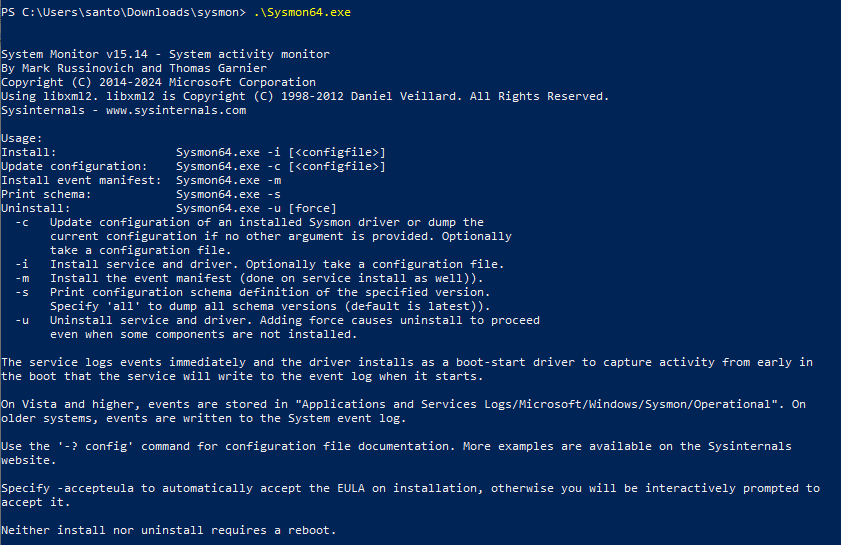 PS C:\Users\santo\Downloads\sysmon> .\Sysmon64.exe
System Monitor v15.14 - System activity monitor
By Mark Russinovich and Thomas Garnier
Copyright (C) 2014-2024 Microsoft Corporation
Using libxml2. libxml2 is Copyright (C) 1998-2012 Daniel Veillard. All Rights Reserved.
Sysinternals - www.sysinternals.com
Usage:
Install: Sysmon64.exe -i [<configfile>]
Update configuration: Sysmon64.exe -c [<configfile>]
Install event manifest: Sysmon64.exe -m
Print schema: Sysmon64.exe -s
Uninstall: Sysmon64.exe -u [force]
-c Update configuration of an installed Sysmon driver or dump the
current configuration if no other argument is provided. Optionally
take a configuration file.
-i Install service and driver. Optionally take a configuration file.
-m Install the event manifest (done on service install as well)).
-s Print configuration schema definition of the specified version.
Specify 'all' to dump all schema versions (default is latest)).
-u Uninstall service and driver. Adding force causes uninstall to proceed
even when some components are not installed.
The service logs events immediately and the driver installs as a boot-start driver to capture activity from early in
the boot that the service will write to the event log when it starts.
On Vista and higher, events are stored in "Applications and Services Logs/Microsoft/Windows/Sysmon/Operational". On
older systems, events are written to the System event log.
Use the '-? config' command for configuration file documentation. More examples are available on the Sysinternals
website.
Specify -accepteula to automatically accept the EULA on installation, otherwise you will be interactively prompted to
accept it.
Neither install nor uninstall requires a reboot.